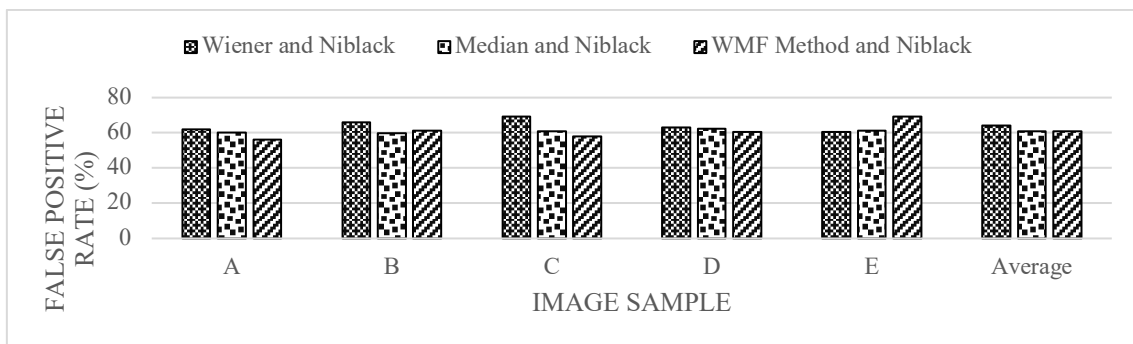 Wiener and Niblack Median and Niblack WMF Method and Niblack
FALSE POSITIVE
RATE (%)
80
60
40
20
0
A B C D E Average
IMAGE SAMPLE